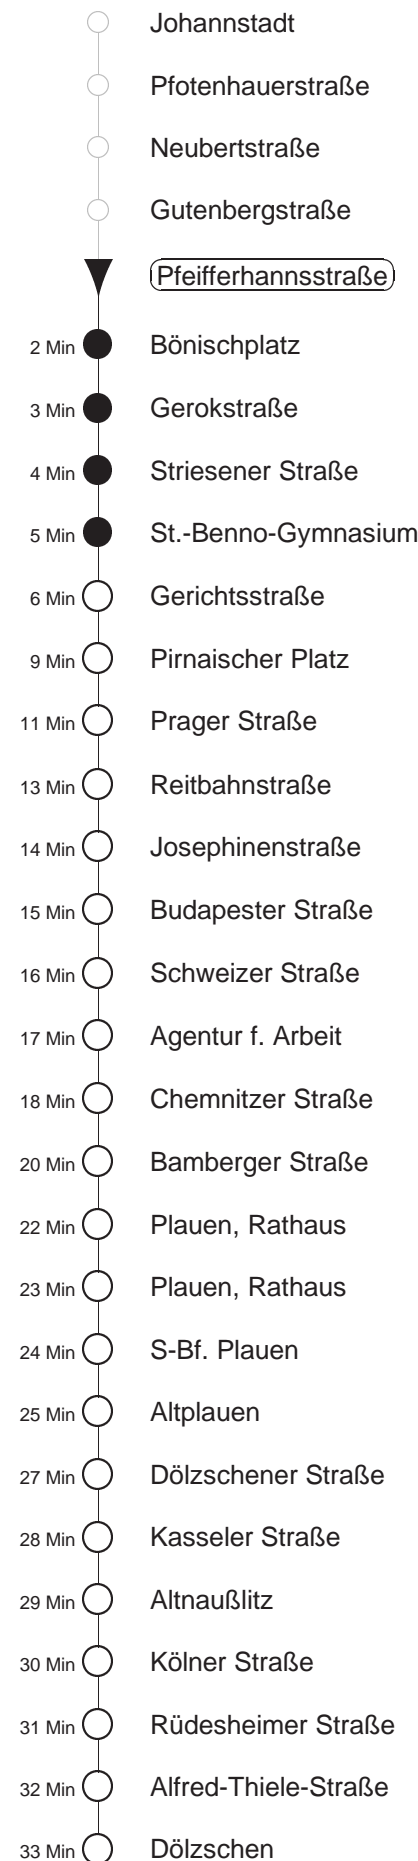 Johannstadt
Pfotenhauerstraße
Neubertstraße
Gutenbergstraße
Pfeifferhannsstraße
2 Min Bönischplatz
3 Min Gerokstraße
4 Min Striesener Straße
5 Min St.-Benno-Gymnasium
6 Min Gerichtsstraße
9 Min Pirnaischer Platz
11 Min Prager Straße
13 Min Reitbahnstraße
14 Min Josephinenstraße
15 Min Budapester Straße
16 Min Schweizer Straße
17 Min Agentur f. Arbeit
18 Min Chemnitzer Straße
20 Min Bamberger Straße
22 Min Plauen, Rathaus
23 Min Plauen, Rathaus
24 Min S-Bf. Plauen
25 Min Altplauen
27 Min Dölzschener Straße
28 Min Kasseler Straße
29 Min Altnaußlitz
30 Min Kölner Straße
31 Min Rüdesheimer Straße
32 Min Alfred-Thiele-Straße
33 Min Dölzschen